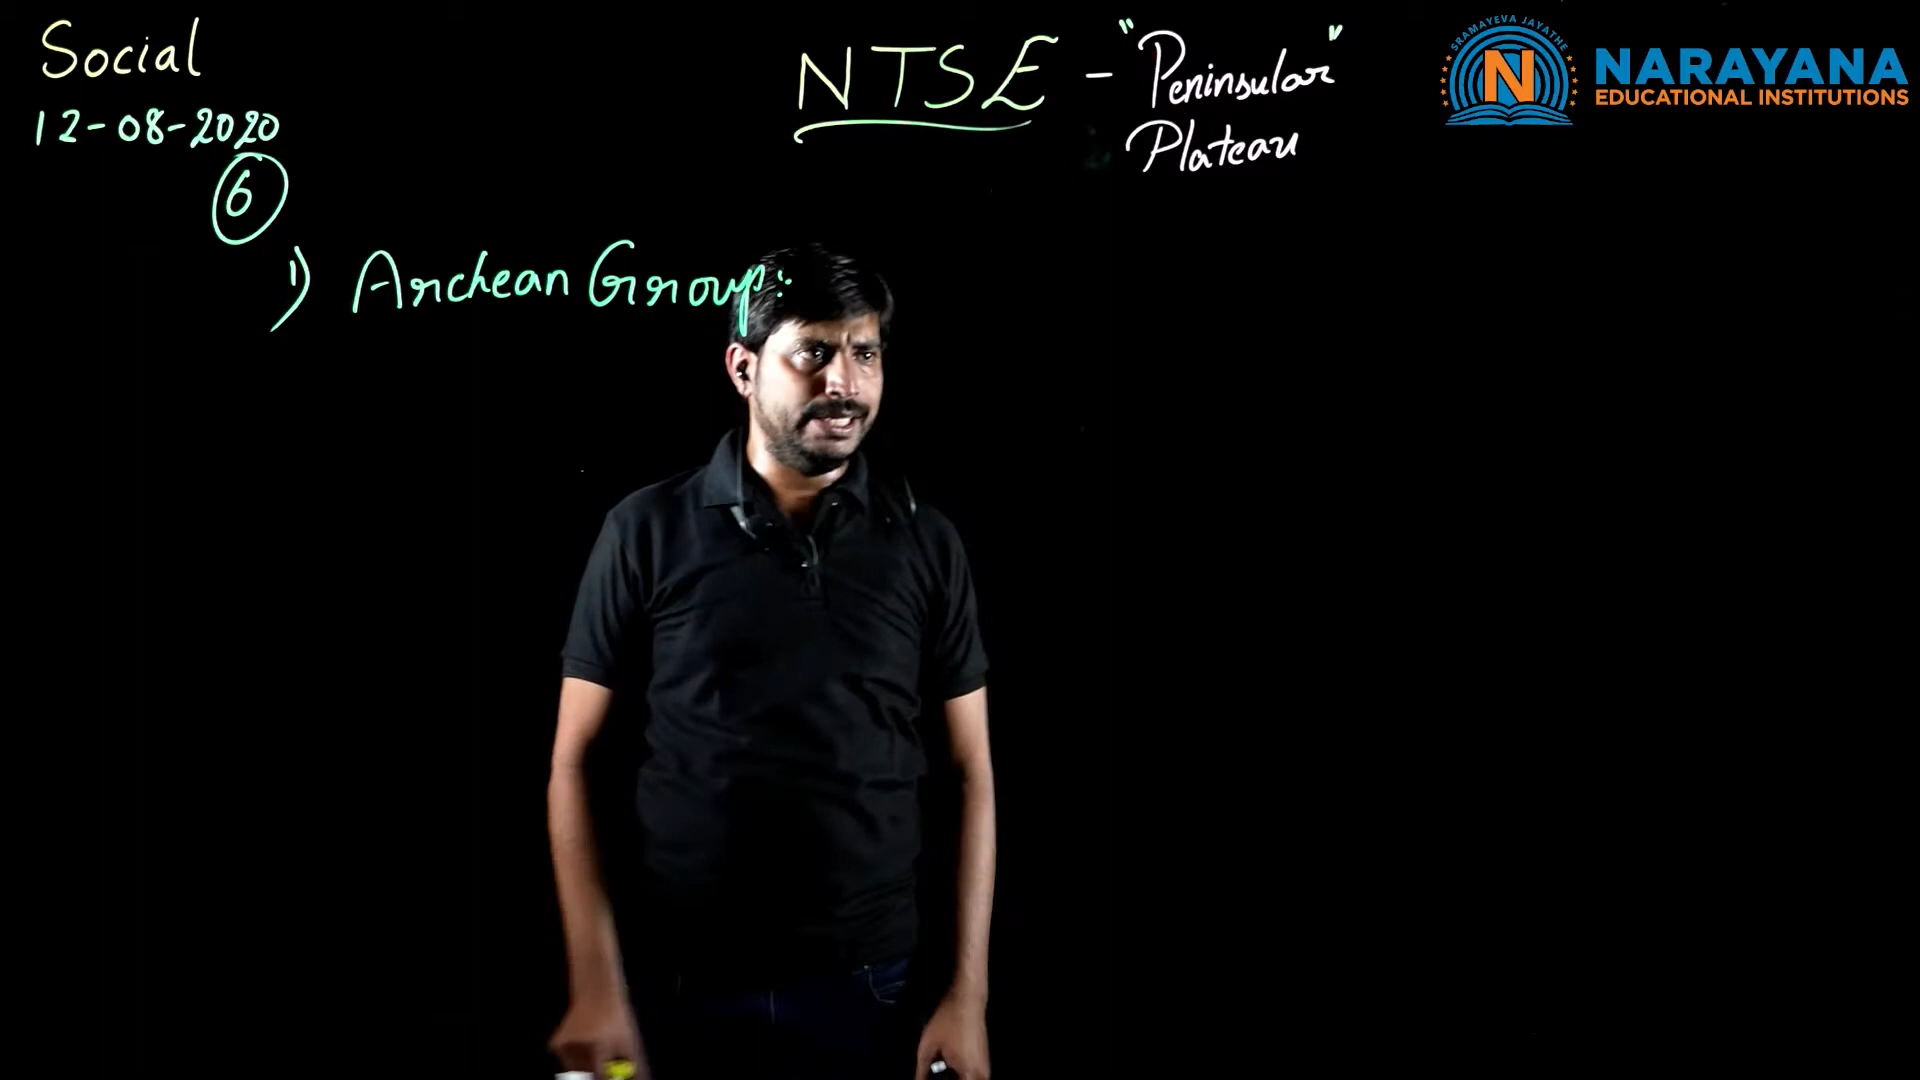 Social
12-08-2020
6
NTSE - "Peninsular"
Plateau
1) Archean Group:-
SRAMAYEVA JAYATHE
N
NARAYANA
EDUCATIONAL INSTITUTIONS